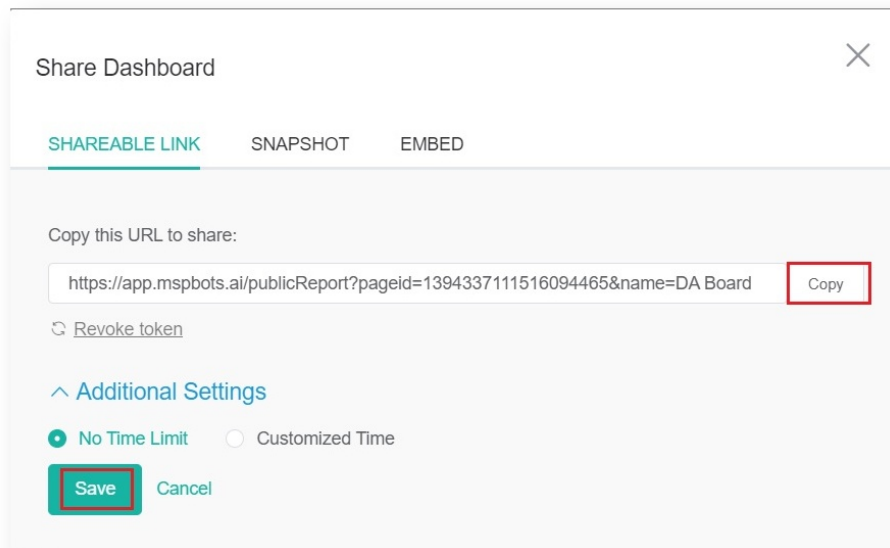 Share Dashboard
SHAREABLE LINK SNAPSHOT EMBED
Copy this URL to share:
https://app.mspbots.ai/publicReport?pageid=1394337111516094465&name=DA Board Copy
Revoke token
Additional Settings
No Time Limit Customized Time
Save Cancel